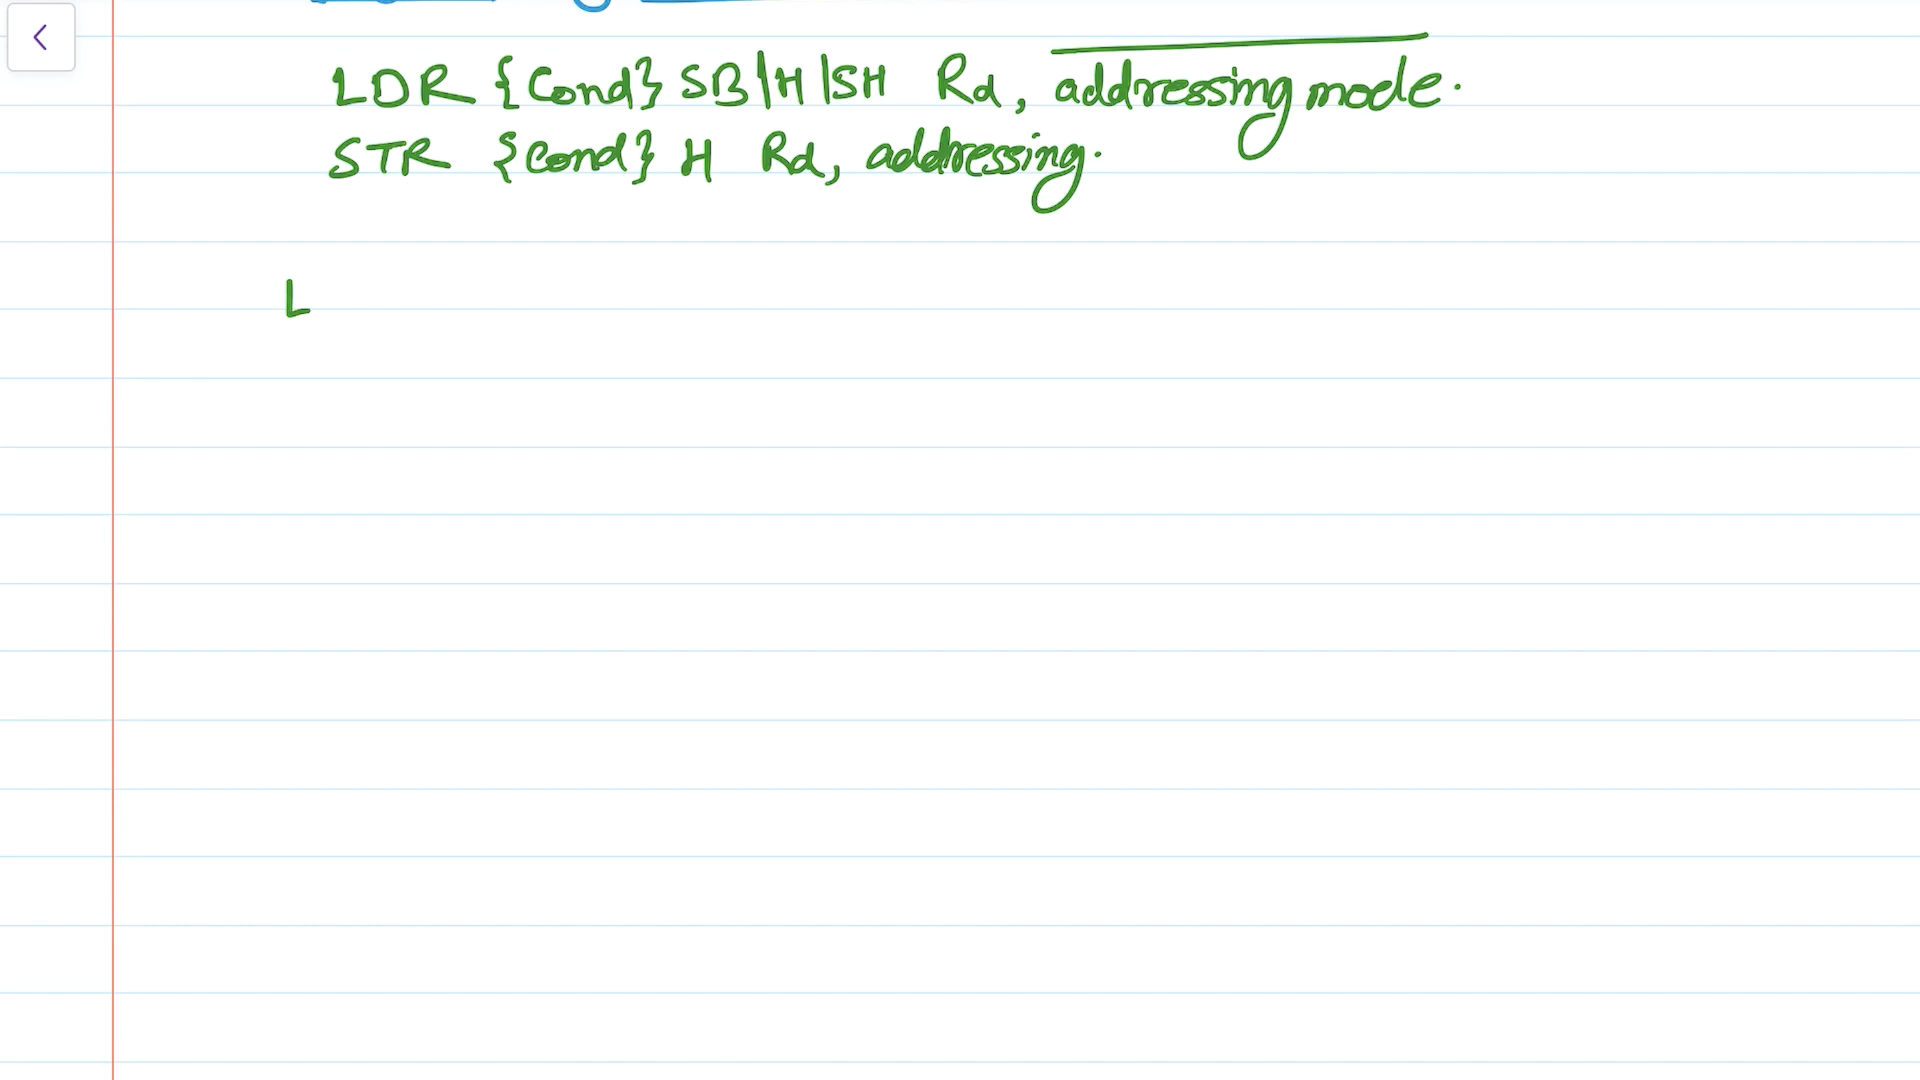 LDR {Cond} SB|H|SH Rd, addressing mode.
STR {Cond} H Rd, addressing.
L